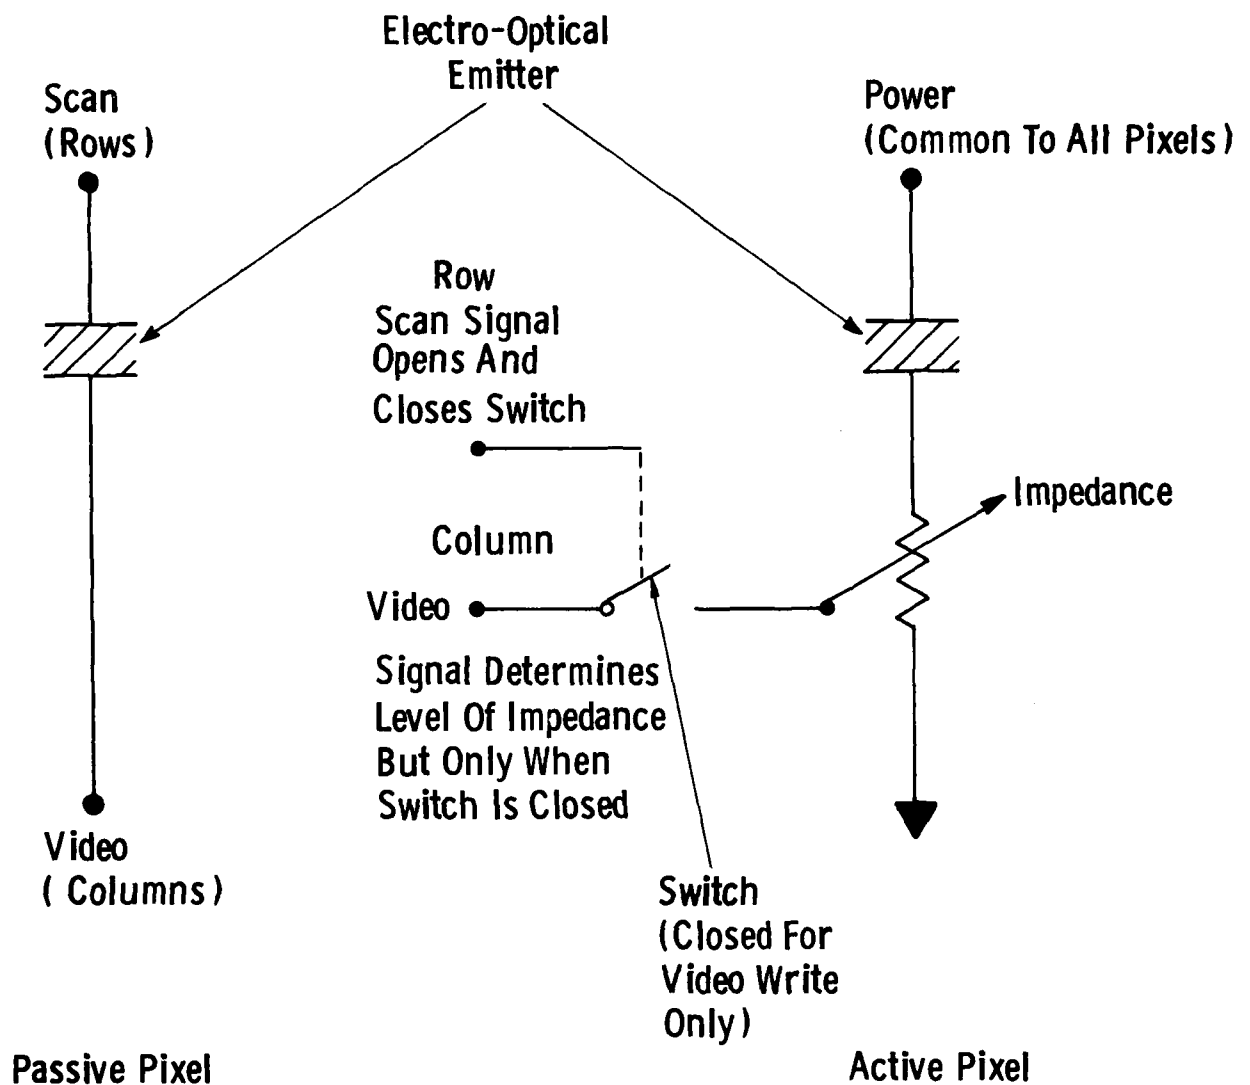 Electro-Optical
Emitter
Scan
(Rows)
Power
(Common To All Pixels)
Row
Scan Signal
Opens And
Closes Switch
Impedance
Column
Video
Signal Determines
Level Of Impedance
But Only When
Switch Is Closed
Video
( Columns)
Switch
(Closed For
Video Write
Only)
Passive Pixel
Active Pixel